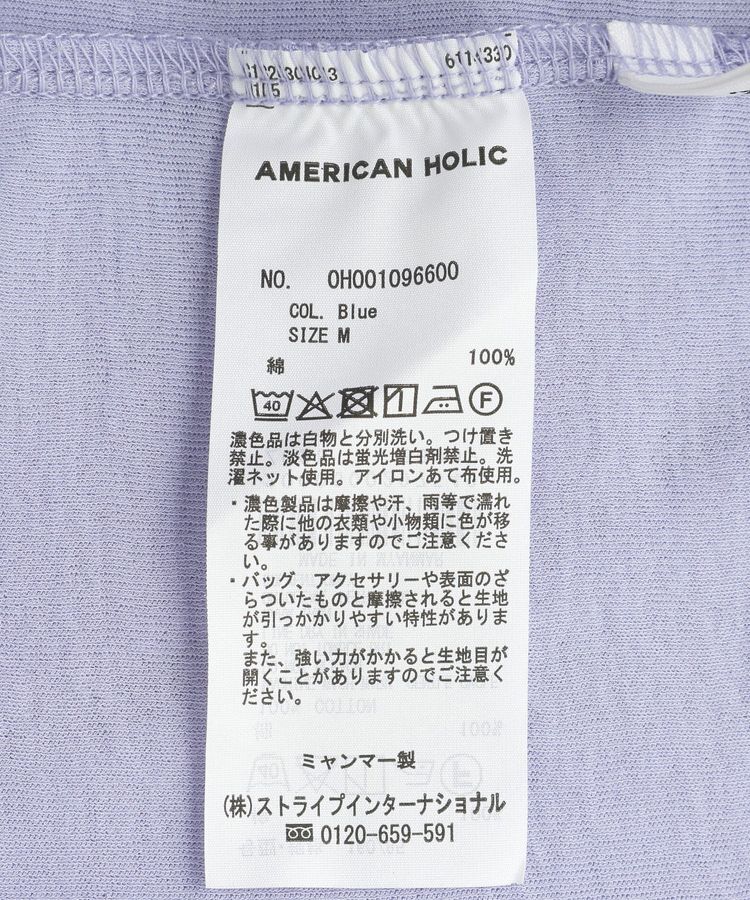 6114330
AMERICAN HOLIC
NO. OH001096600
COL. Blue
SIZE M
綿 100%
40 F
濃色品は白物と分別洗い。つけ置き
禁止。淡色品は蛍光増白剤禁止。洗
濯ネット使用。アイロンあて布使用。
・濃色製品は摩擦や汗、雨等で濡れ
た際に他の衣類や小物類に色が移
る事がありますのでご注意くださ
い。
・バッグ、アクセサリーや表面のざ
らついたものと摩擦されると生地
が引っかかりやすい特性がありま
す。
また、強い力がかかると生地目が
開くことがありますのでご注意く
ださい。
ミャンマー製
(株)ストライプインターナショナル
0120-659-591